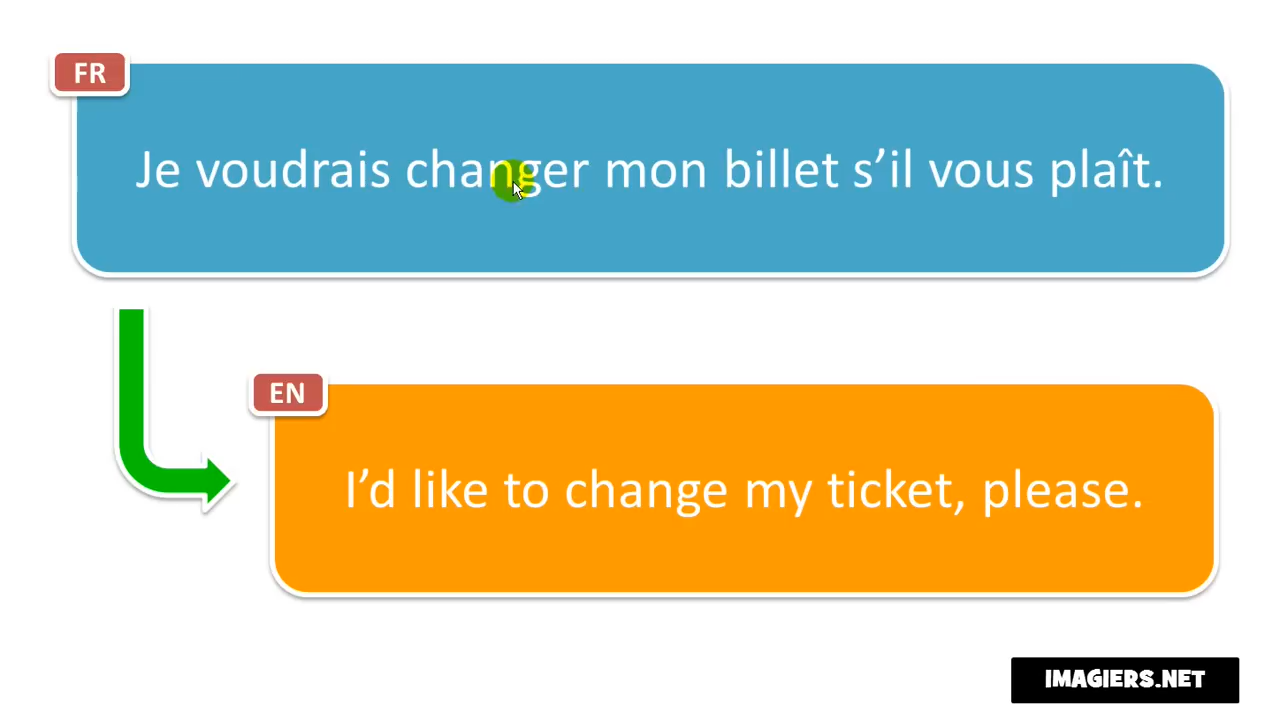 FR
Je voudrais changer mon billet s’il vous plaît.
EN
I’d like to change my ticket, please.
IMAGIERS.NET